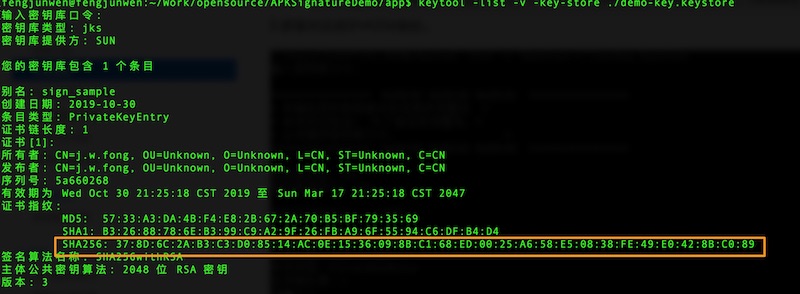 fengjunwen@fengjunwen:~/Work/opensource/APKSignatureDemo/app$ keytool -list -v -key-store ./demo-key.keystore
输入密钥库口令:
密钥库类型: jks
密钥库提供方: SUN
您的密钥库包含 1 个条目
别名: sign_sample
创建日期: 2019-10-30
条目类型: PrivateKeyEntry
证书链长度: 1
证书[1]:
所有者: CN=j.w.fong, OU=Unknown, O=Unknown, L=CN, ST=Unknown, C=CN
发布者: CN=j.w.fong, OU=Unknown, O=Unknown, L=CN, ST=Unknown, C=CN
序列号: 5a660268
有效期为 Wed Oct 30 21:25:18 CST 2019 至 Sun Mar 17 21:25:18 CST 2047
证书指纹:
MD5: 57:33:A3:DA:4B:F4:E8:2B:67:2A:70:B5:BF:79:35:69
SHA1: B3:26:88:78:6E:B3:99:C9:A2:9F:26:FB:A9:6F:55:94:C6:DF:B4:D4
SHA256: 37:8D:6C:2A:B3:C3:D0:85:14:AC:0E:15:36:09:8B:C1:68:ED:00:25:A6:58:E5:08:38:FE:49:E0:42:8B:C0:89
签名算法名称: SHA256withRSA
主体公共密钥算法: 2048 位 RSA 密钥
版本: 3